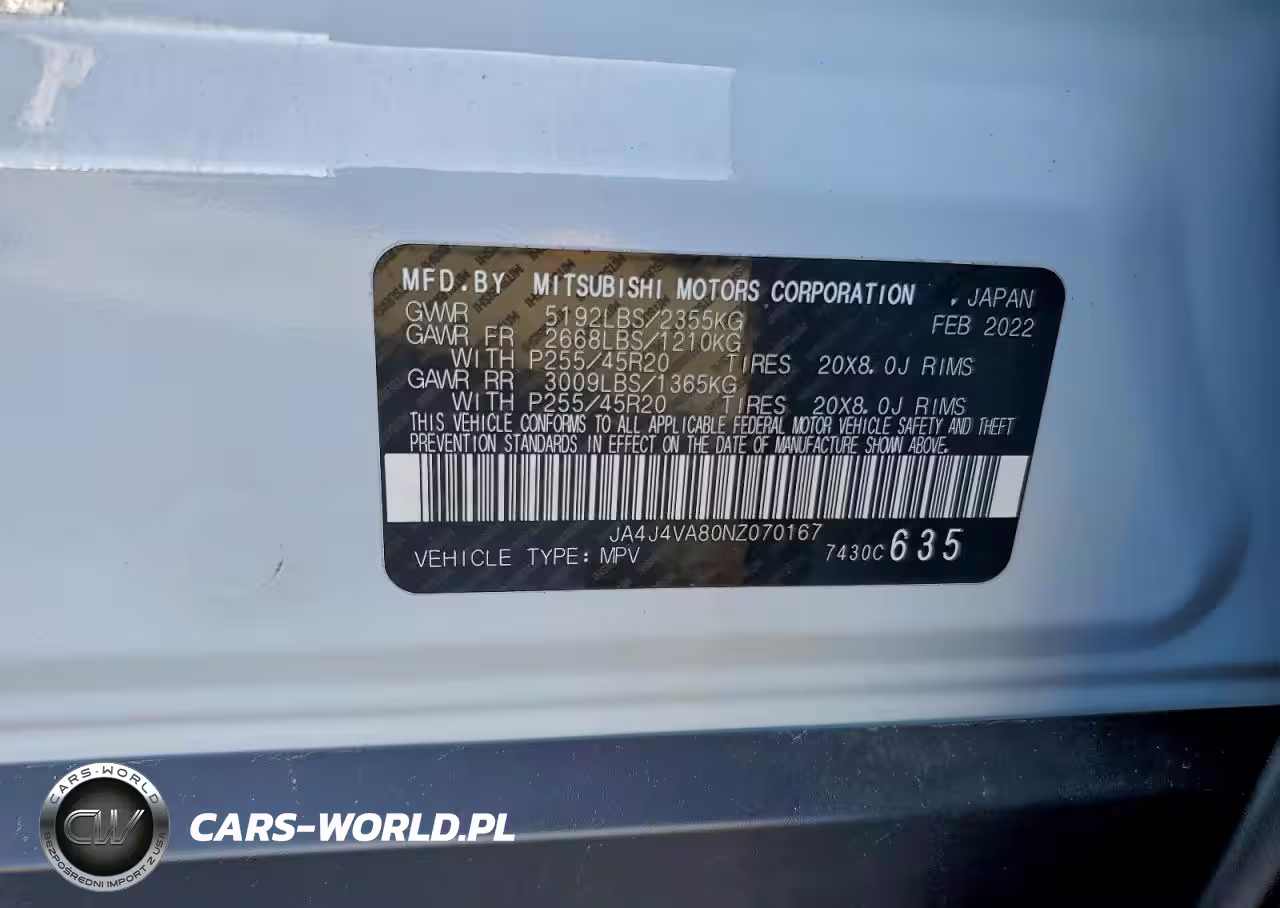 MFD.BY MITSUBISHI MOTORS CORPORATION , JAPAN
GVWR 5192LBS/2355KG FEB 2022
GAWR FR 2668LBS/1210KG
WITH P255/45R20 TIRES 20X8.0J RIMS
GAWR RR 3009LBS/1365KG
WITH P255/45R20 TIRES 20X8.0J RIMS
THIS VEHICLE CONFORMS TO ALL APPLICABLE FEDERAL MOTOR VEHICLE SAFETY AND THEFT
PREVENTION STANDARDS IN EFFECT ON THE DATE OF MANUFACTURE SHOWN ABOVE.
JA4J4VA80NZ070167
VEHICLE TYPE: MPV 7430C 635
CARS-WORLD
CW
BEZPOŚREDNI IMPORT Z USA
CARS-WORLD.PL